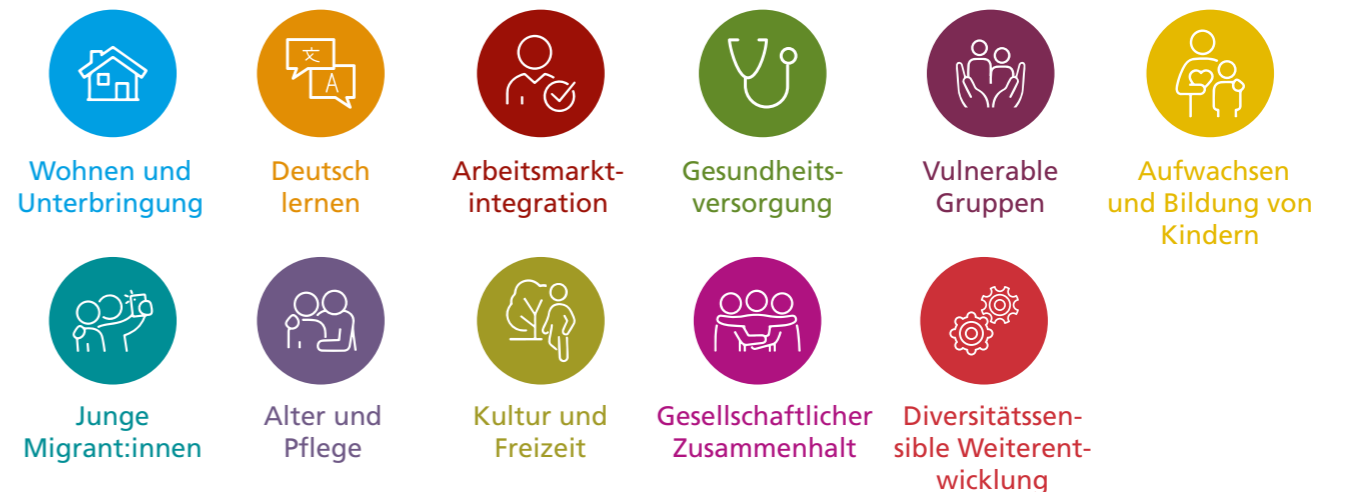 文
A
Wohnen und
Unterbringung
Deutsch
lernen
Arbeitsmarkt-
integration
Gesundheits-
versorgung
Vulnerable
Gruppen
Aufwachsen
und Bildung von
Kindern
Junge
Migrant:innen
Alter und
Pflege
Kultur und
Freizeit
Gesellschaftlicher
Zusammenhalt
Diversitätssen-
sible Weiterent-
wicklung